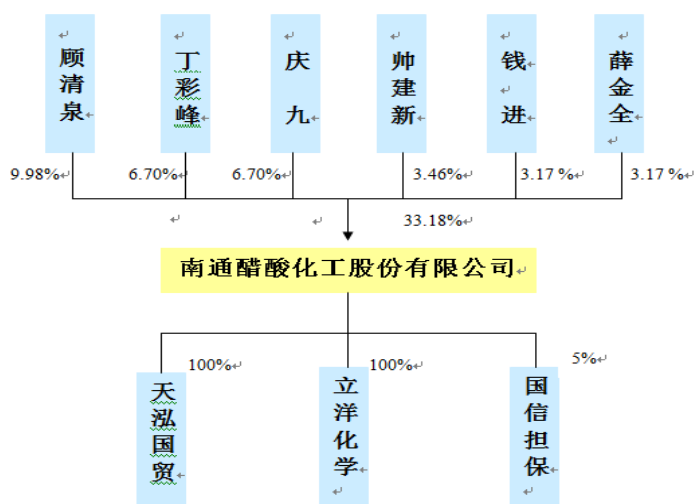 顾清泉
丁彩峰
庆九
帅建新
钱进
薛金全
9.98%
6.70%
6.70%
3.46%
3.17 %
3.17 %
33.18%
南通醋酸化工股份有限公司
100%
100%
5%
天泓国贸
立洋化学
国信担保